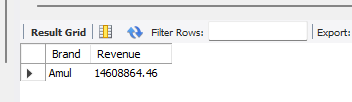 Result Grid Filter Rows: Export:
Brand Revenue
Amul 14608864.46